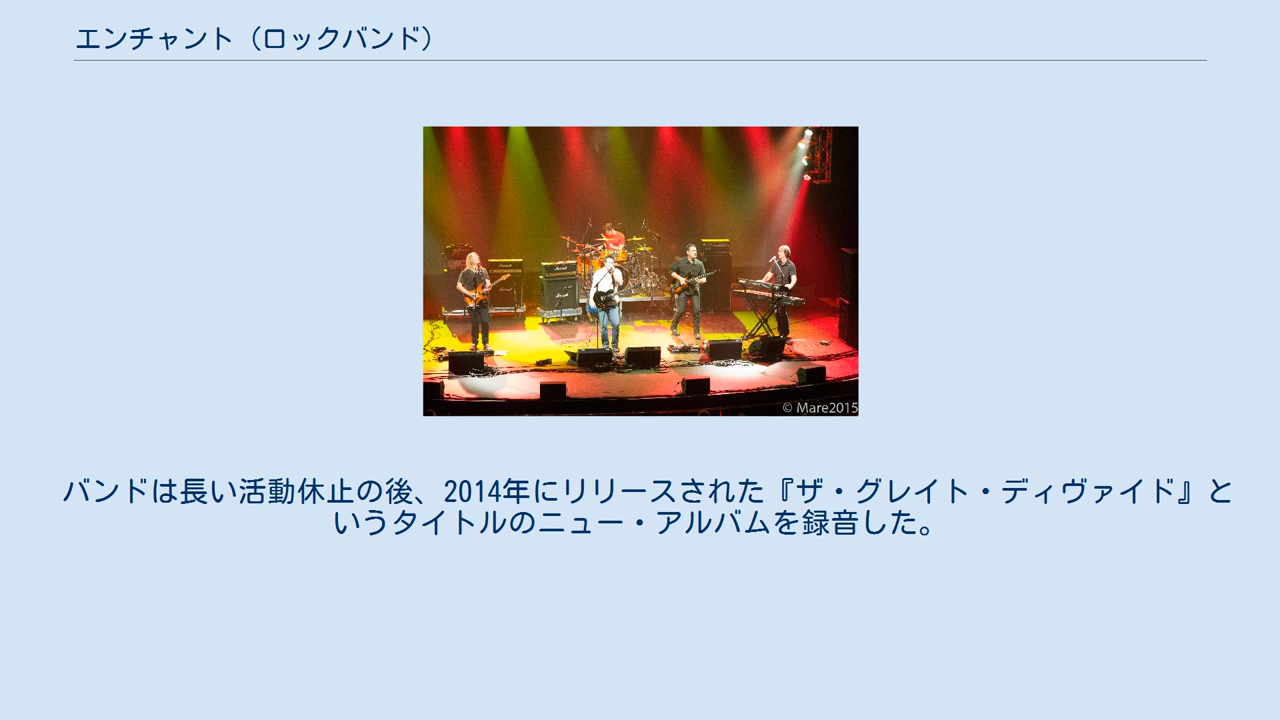 エンチャント（ロックバンド）
© Mare2015
バンドは長い活動休止の後、2014年にリリースされた『ザ・グレイト・ディヴァイド』と
いうタイトルのニュー・アルバムを録音した。